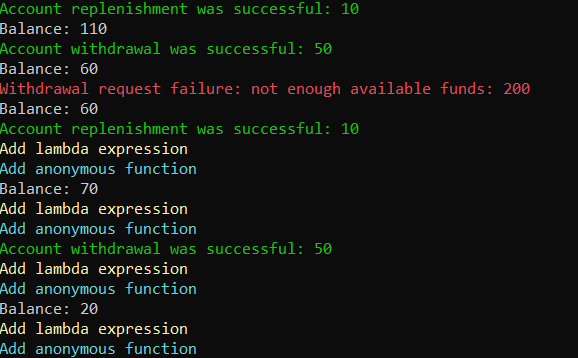 Account replenishment was successful: 10
Balance: 110
Account withdrawal was successful: 50
Balance: 60
Withdrawal request failure: not enough available funds: 200
Balance: 60
Account replenishment was successful: 10
Add lambda expression
Add anonymous function
Balance: 70
Add lambda expression
Add anonymous function
Account withdrawal was successful: 50
Add lambda expression
Add anonymous function
Balance: 20
Add lambda expression
Add anonymous function